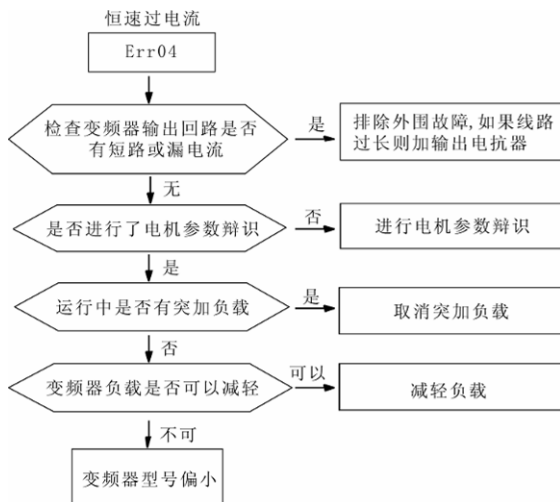 恒速过电流
Err04
检查变频器输出回路是否
有短路或漏电流
是
排除外围故障,如果线路
过长则加输出电抗器
无
是否进行了电机参数辩识
否
进行电机参数辩识
是
运行中是否有突加负载
是
取消突加负载
否
变频器负载是否可以减轻
可以
减轻负载
不可
变频器型号偏小